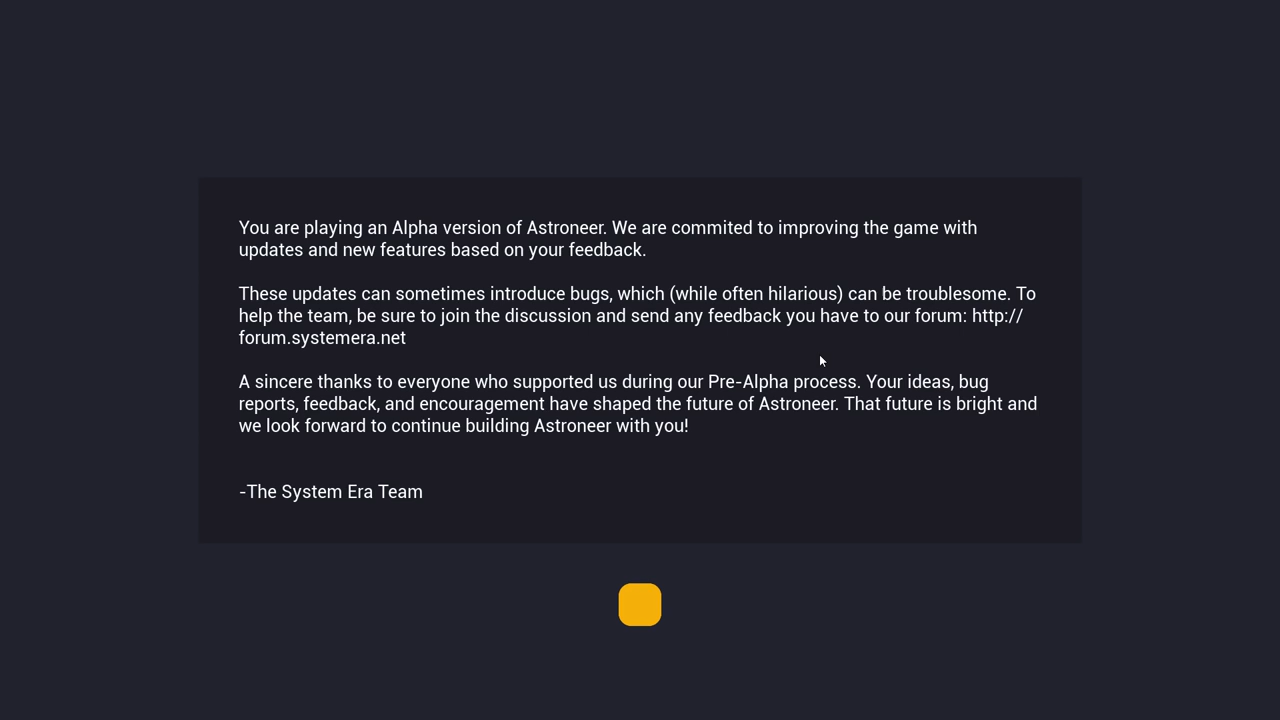 You are playing an Alpha version of Astroneer. We are commited to improving the game with
updates and new features based on your feedback.
These updates can sometimes introduce bugs, which (while often hilarious) can be troublesome. To
help the team, be sure to join the discussion and send any feedback you have to our forum: http://
forum.systemera.net
A sincere thanks to everyone who supported us during our Pre-Alpha process. Your ideas, bug
reports, feedback, and encouragement have shaped the future of Astroneer. That future is bright and
we look forward to continue building Astroneer with you!
-The System Era Team